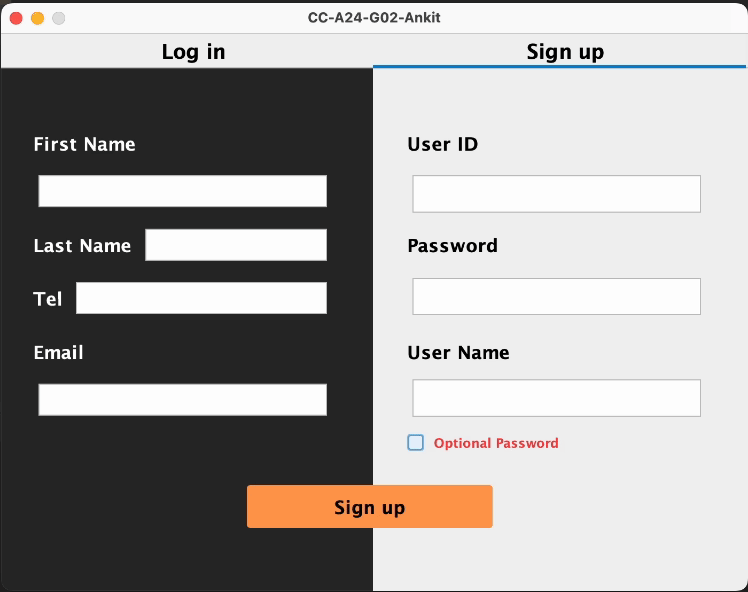 CC-A24-G02-Ankit
Log in
Sign up
First Name
Last Name
Tel
Email
User ID
Password
User Name
Optional Password
Sign up